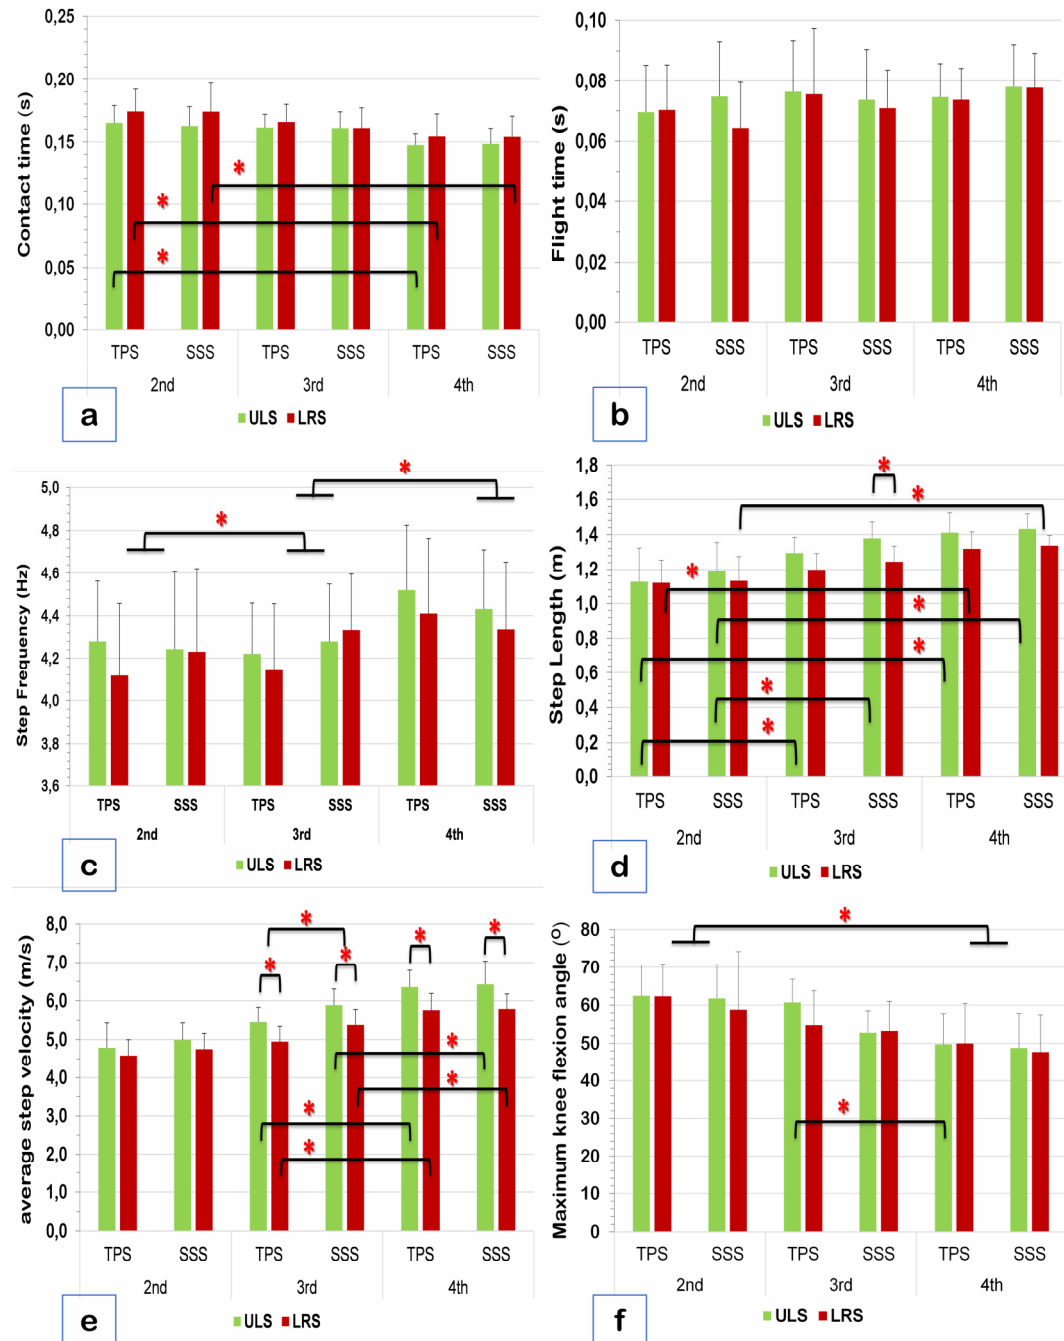 0,25
0,20
0,15
0,10
0,05
0,00
Contact time (s)
*
*
*
TPS SSS TPS SSS TPS SSS
2nd 3rd 4th
a
ULS LRS
0,10
0,08
0,06
0,04
0,02
0,00
Flight time (s)
TPS SSS TPS SSS TPS SSS
2nd 3rd 4th
b
ULS LRS
5,0
4,8
4,6
4,4
4,2
4,0
3,8
3,6
Step Frequency (Hz)
*
*
TPS SSS TPS SSS TPS SSS
2nd 3rd 4th
c
ULS LRS
1,8
1,6
1,4
1,2
1,0
0,8
0,6
0,4
0,2
0,0
Step Length (m)
*
*
*
*
*
*
*
TPS SSS TPS SSS TPS SSS
2nd 3rd 4th
d
ULS LRS
8,0
7,0
6,0
5,0
4,0
3,0
2,0
1,0
0,0
average step velocity (m/s)
*
*
*
*
*
*
*
*
*
TPS SSS TPS SSS TPS SSS
2nd 3rd 4th
e
ULS LRS
80
70
60
50
40
30
20
10
0
Maximum knee flexion angle (º)
*
*
TPS SSS TPS SSS TPS SSS
2nd 3rd 4th
f
ULS LRS